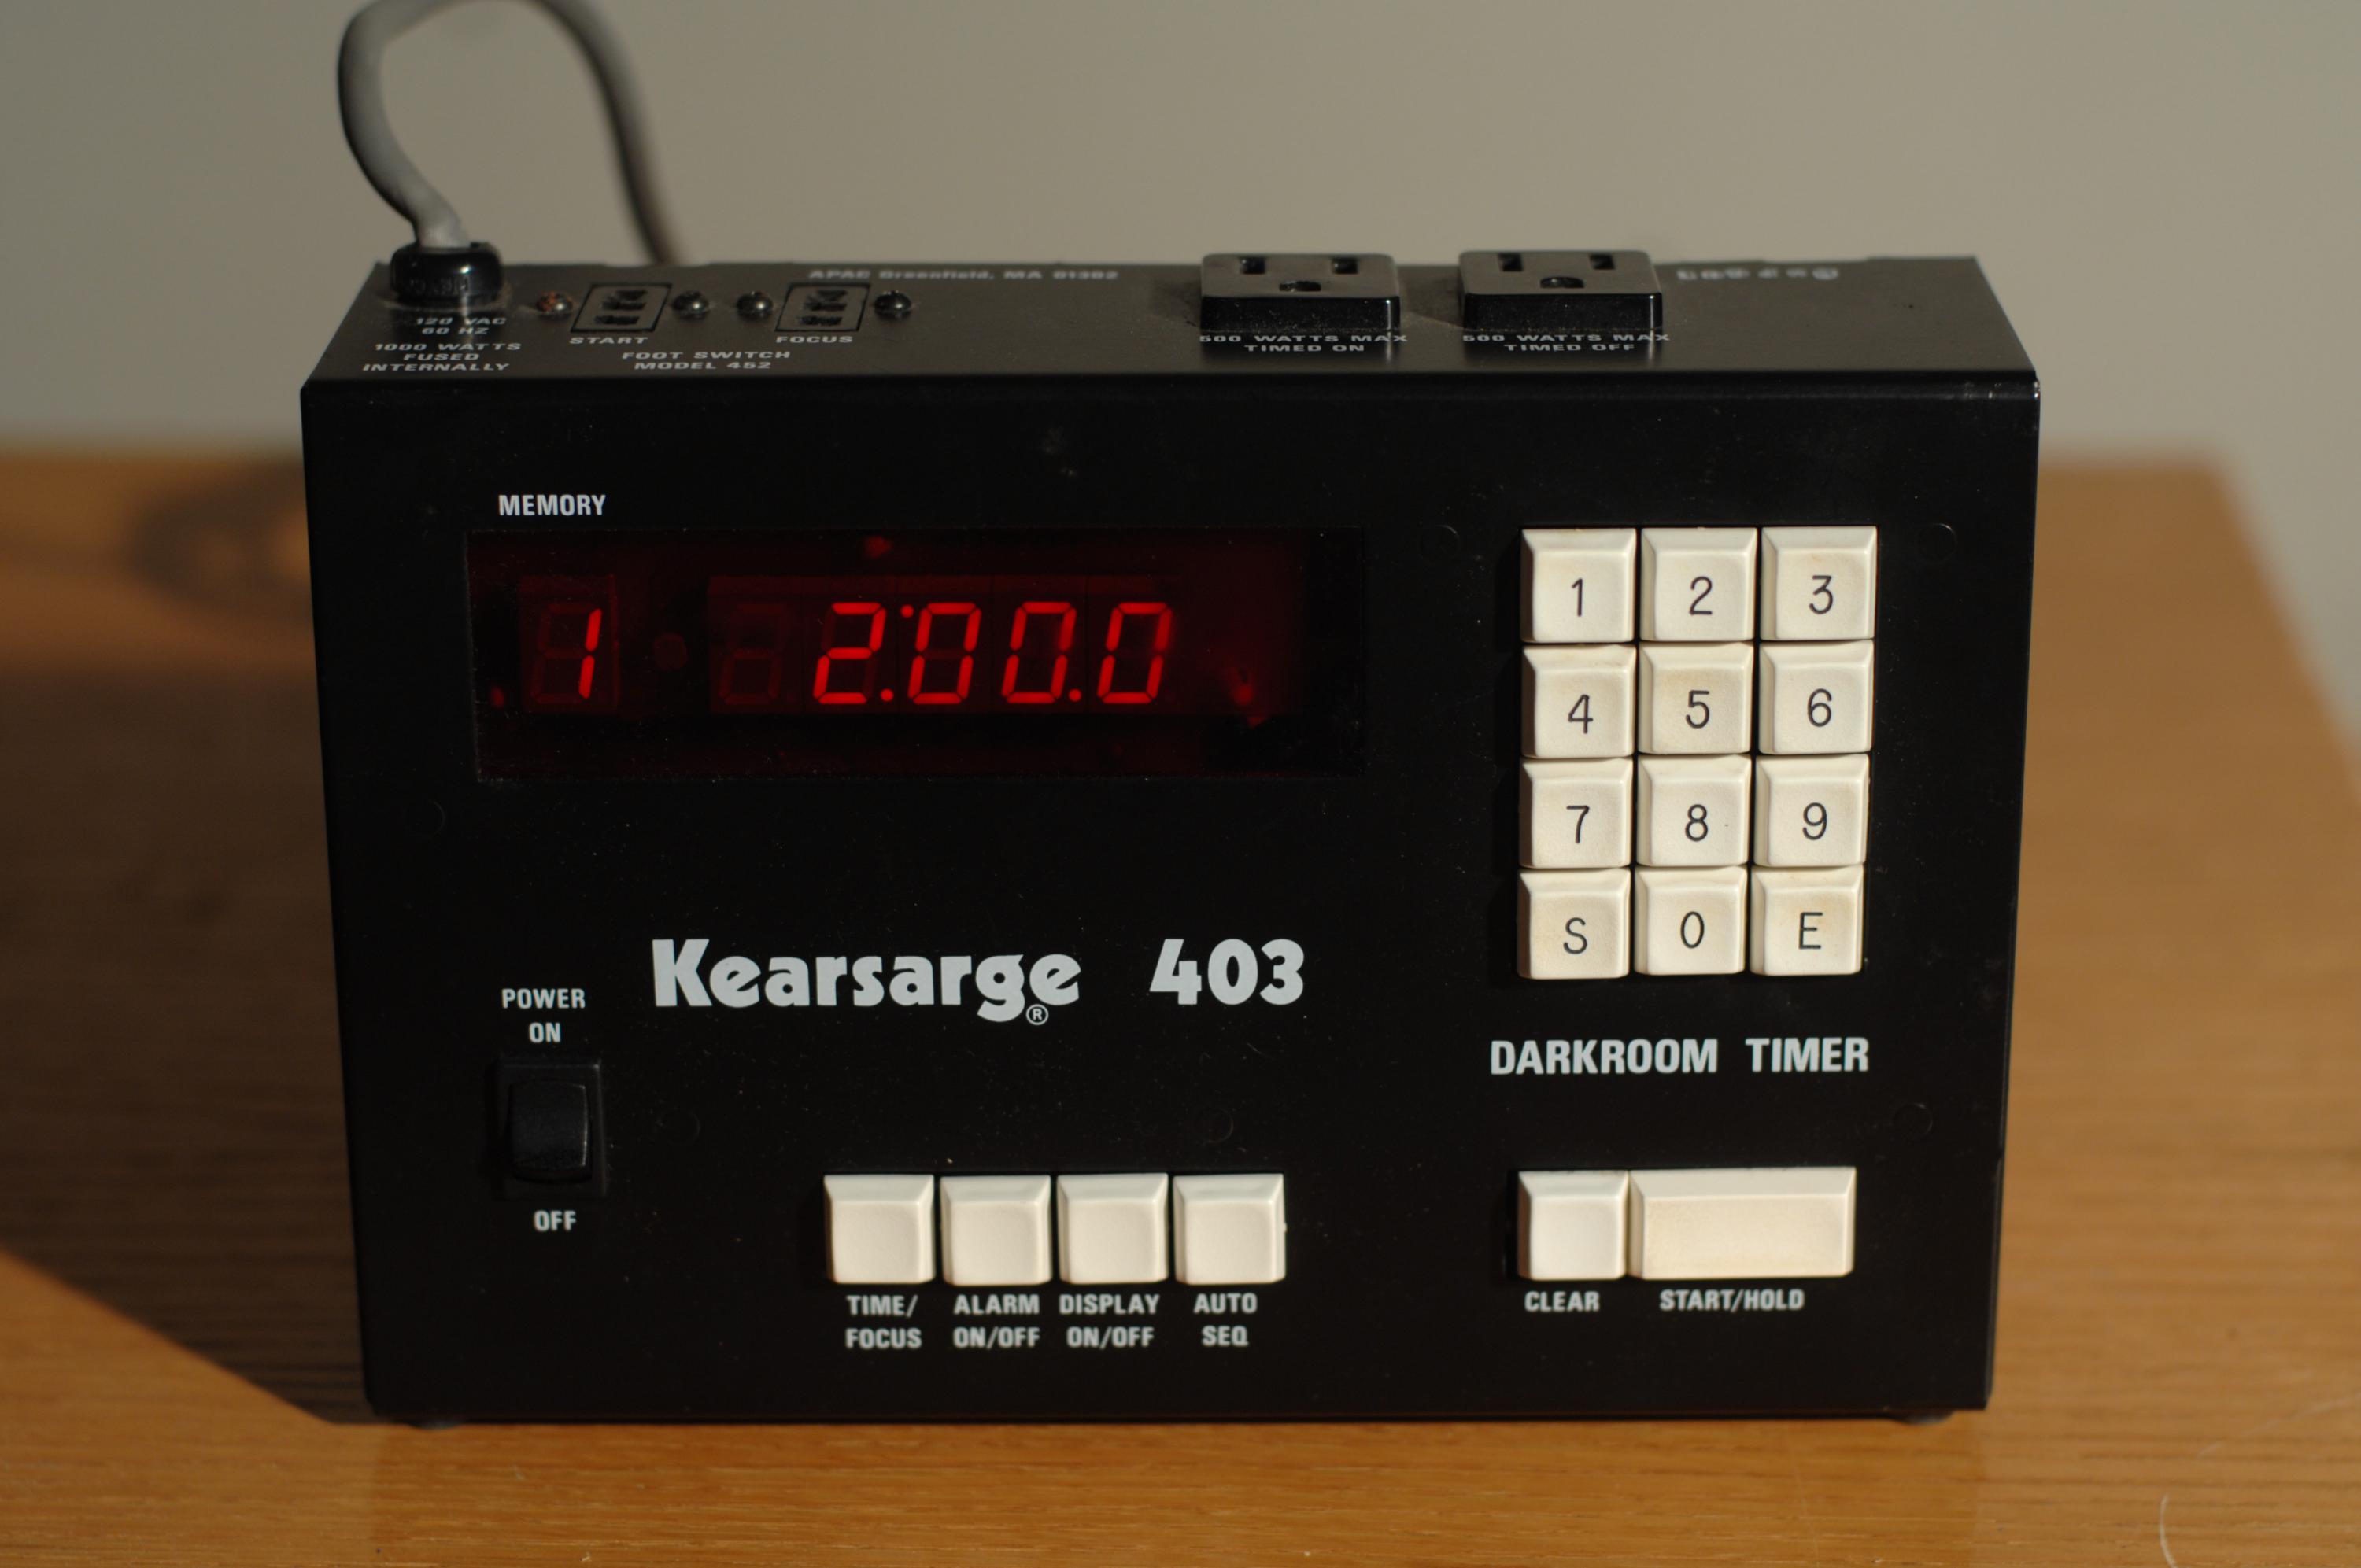 APAC Greenfield, MA 01302
120 VAC
60 HZ
1000 WATTS
FUSED
INTERNALLY
START
FOCUS
FOOT SWITCH
MODEL 452
500 WATTS MAX
TIMED ON
500 WATTS MAX
TIMED OFF
MEMORY
1 2:00.0
1 2 3
4 5 6
7 8 9
S 0 E
Kearsarge® 403
DARKROOM TIMER
POWER
ON
OFF
TIME/
FOCUS
ALARM
ON/OFF
DISPLAY
ON/OFF
AUTO
SEQ
CLEAR
START/HOLD